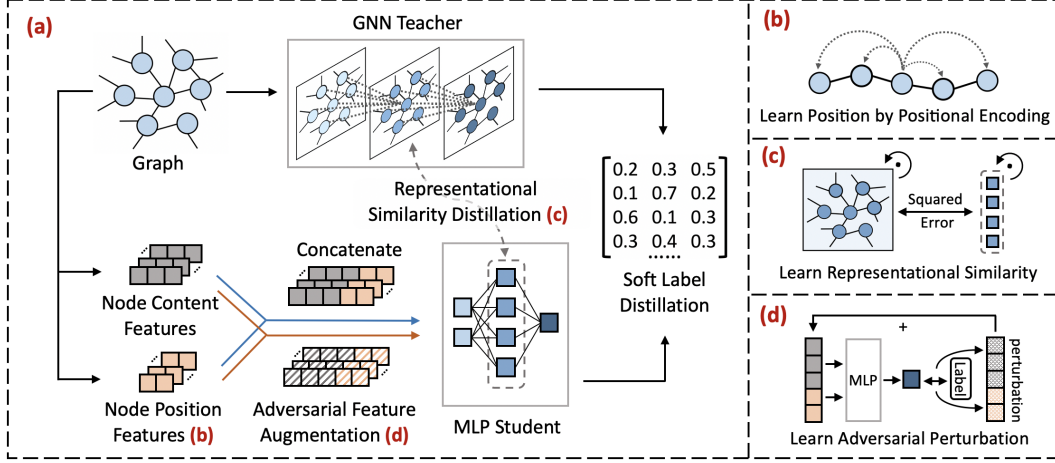 (a)
GNN Teacher
Graph
Representational
Similarity Distillation (c)
0.2 0.3 0.5
0.1 0.7 0.2
0.6 0.1 0.3
0.3 0.4 0.3
......
Soft Label
Distillation
Node Content
Features
Concatenate
Node Position
Features (b)
Adversarial Feature
Augmentation (d)
MLP Student
(b)
Learn Position by Positional Encoding
(c)
Squared
Error
Learn Representational Similarity
(d)
+
MLP
Label
perturbation
Learn Adversarial Perturbation